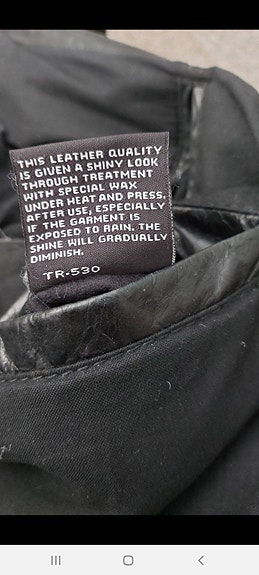 THIS LEATHER QUALITY
IS GIVEN A SHINY LOOK
THROUGH TREATMENT
WITH SPECIAL WAX
UNDER HEAT AND PRESS.
AFTER USE, ESPECIALLY
IF THE GARMENT IS
EXPOSED TO RAIN. THE
SHINE WILL GRADUALLY
DIMINISH.
TR-530